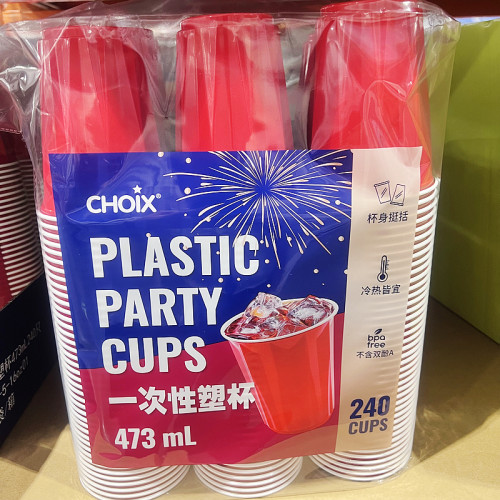 CHOIX®
PLASTIC
PARTY
CUPS
一次性塑杯
473 mL
杯身挺括
冷热皆宜
bpa
free
不含双酚A
240
CUPS